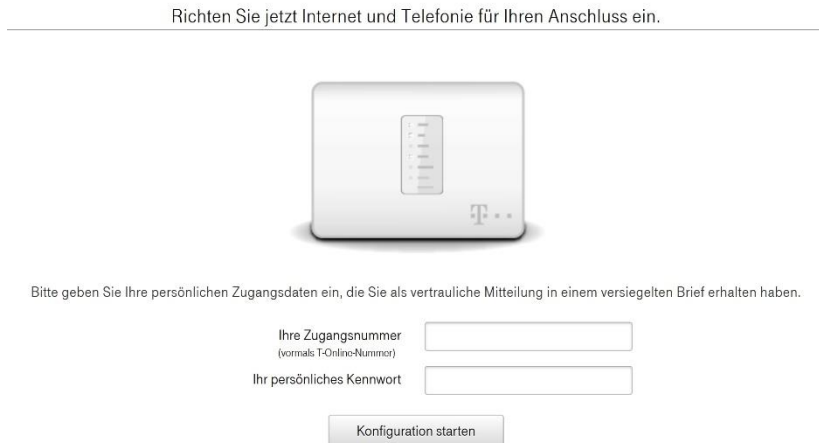 Richten Sie jetzt Internet und Telefonie für Ihren Anschluss ein.
T
Bitte geben Sie Ihre persönlichen Zugangsdaten ein, die Sie als vertrauliche Mitteilung in einem versiegelten Brief erhalten haben.
Ihre Zugangsnummer
(vormals T-Online-Nummer)
Ihr persönliches Kennwort
Konfiguration starten